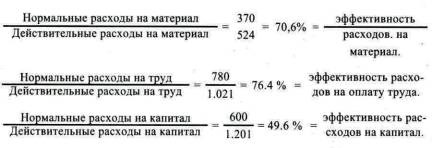 Нормальные расходы на материал = 370 = 70,6% = эффективность
Действительные расходы на материал 524 расходов. на
материал.
Нормальные расходы на труд = 780 = 76.4 % = эффективность расхо-
Действительные расходы на труд 1.021 дов на оплату труда.
Нормальные расходы на капитал = 600 = 49.6 % = эффективность рас-
Действительные расходы на капитал 1.201 сходов на капитал.